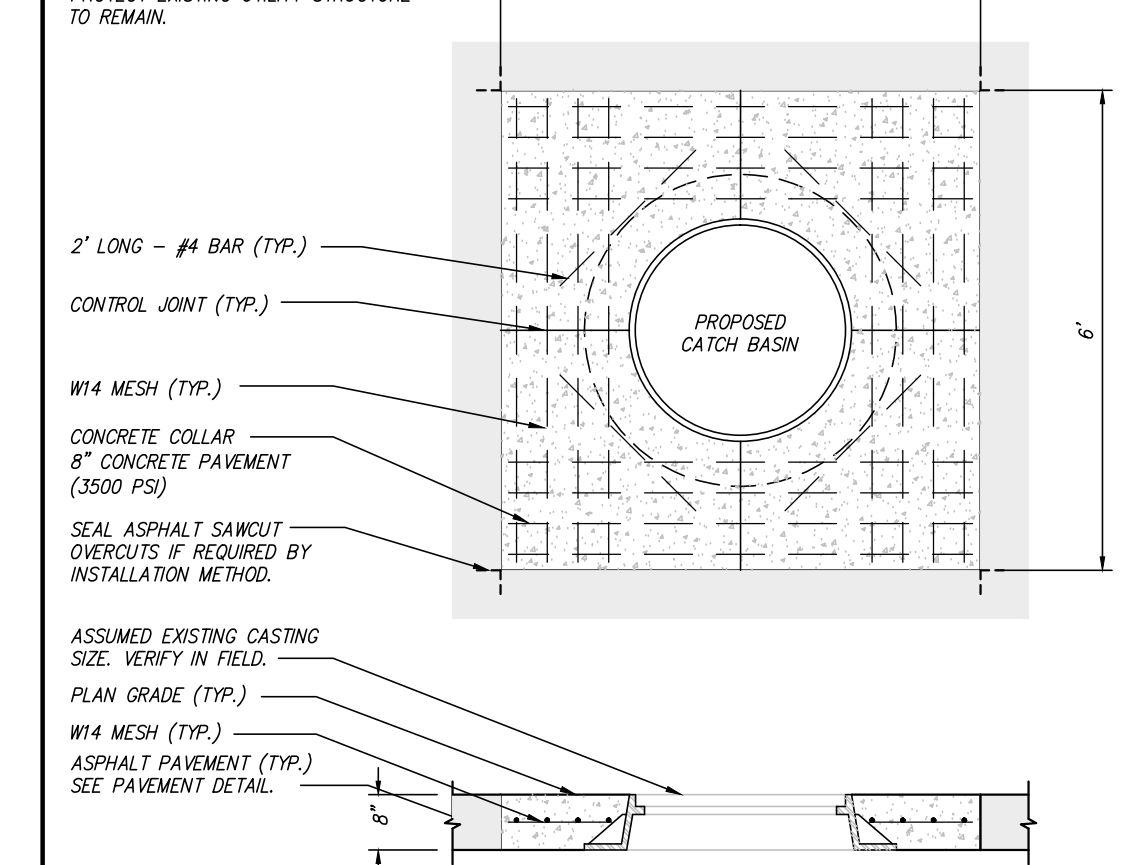 TO REMAIN.
2' LONG – #4 BAR (TYP.)
CONTROL JOINT (TYP.)
W14 MESH (TYP.)
CONCRETE COLLAR
8" CONCRETE PAVEMENT
(3500 PSI)
SEAL ASPHALT SAWCUT
OVERCUTS IF REQUIRED BY
INSTALLATION METHOD.
PROPOSED
CATCH BASIN
6'
ASSUMED EXISTING CASTING
SIZE. VERIFY IN FIELD.
PLAN GRADE (TYP.)
W14 MESH (TYP.)
ASPHALT PAVEMENT (TYP.)
SEE PAVEMENT DETAIL.
8"